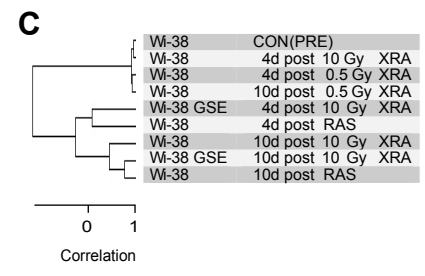 C
Wi-38 CON(PRE)
Wi-38 4d post 10 Gy XRA
Wi-38 4d post 0.5 Gy XRA
Wi-38 10d post 0.5 Gy XRA
Wi-38 GSE 4d post 10 Gy XRA
Wi-38 4d post RAS
Wi-38 10d post 10 Gy XRA
Wi-38 GSE 10d post 10 Gy XRA
Wi-38 10d post RAS
0 1
Correlation